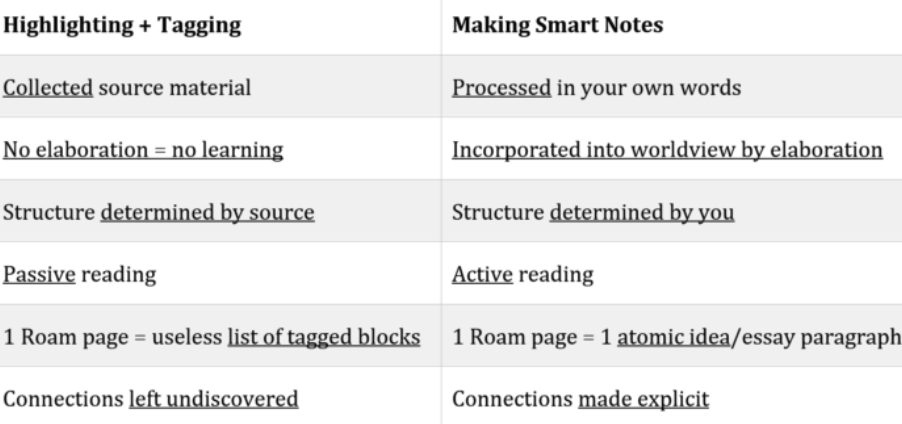 Highlighting + Tagging Making Smart Notes
Collected source material Processed in your own words
No elaboration = no learning Incorporated into worldview by elaboration
Structure determined by source Structure determined by you
Passive reading Active reading
1 Roam page = useless list of tagged blocks 1 Roam page = 1 atomic idea/essay paragraph
Connections left undiscovered Connections made explicit